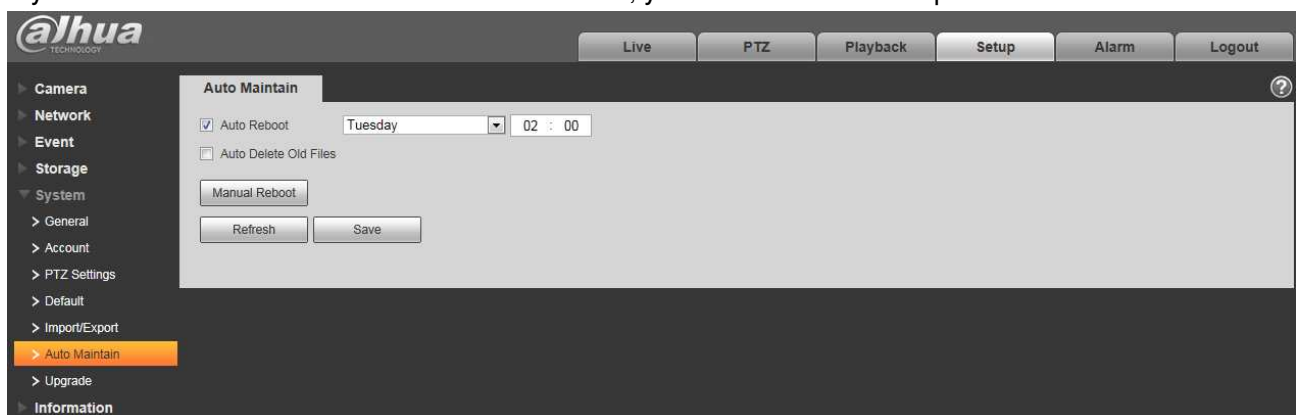 alhua
TECHNOLOGY
Live PTZ Playback Setup Alarm Logout
Camera
Network
Event
Storage
System
> General
> Account
> PTZ Settings
> Default
> Import/Export
> Auto Maintain
> Upgrade
Information
Auto Maintain
?
Auto Reboot Tuesday 02 : 00
Auto Delete Old Files
Manual Reboot
Refresh Save